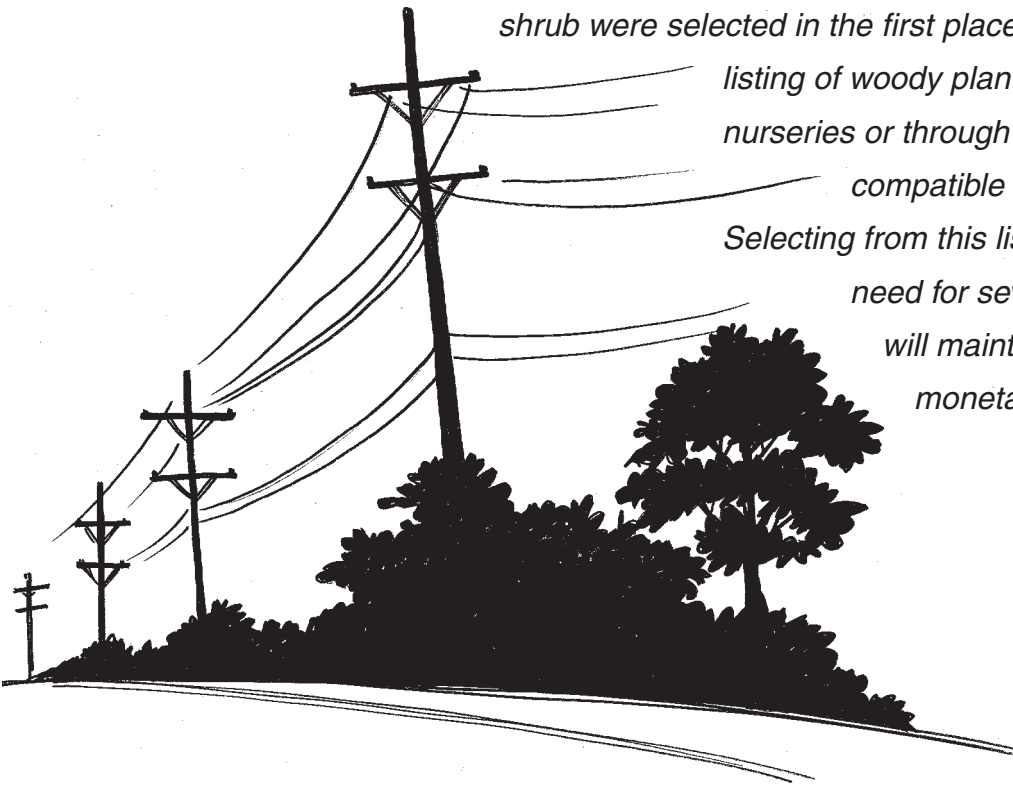 shrub were selected in the first place
listing of woody plan
nurseries or through
compatible
Selecting from this lis
need for se
will maint
moneta